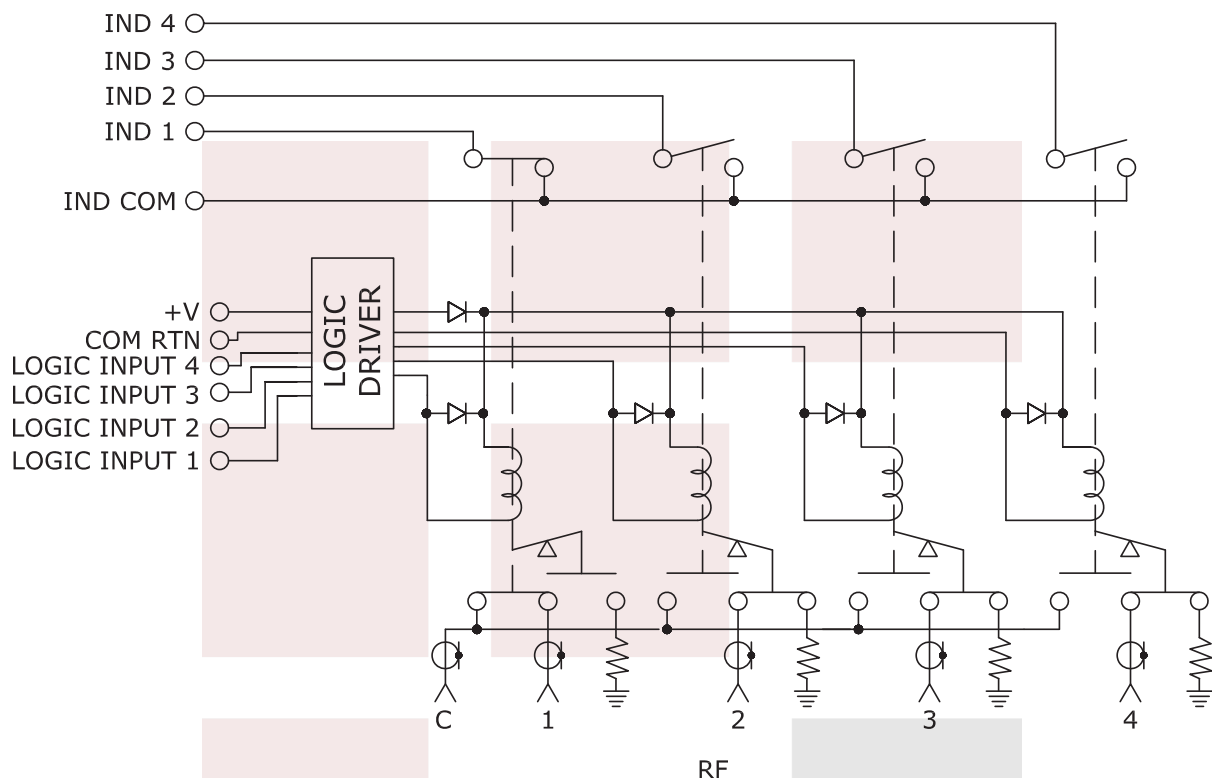 IND 4
IND 3
IND 2
IND 1
IND COM
+V
COM RTN
LOGIC INPUT 4
LOGIC INPUT 3
LOGIC INPUT 2
LOGIC INPUT 1
LOGIC
DRIVER
C
1
2
3
4
RF